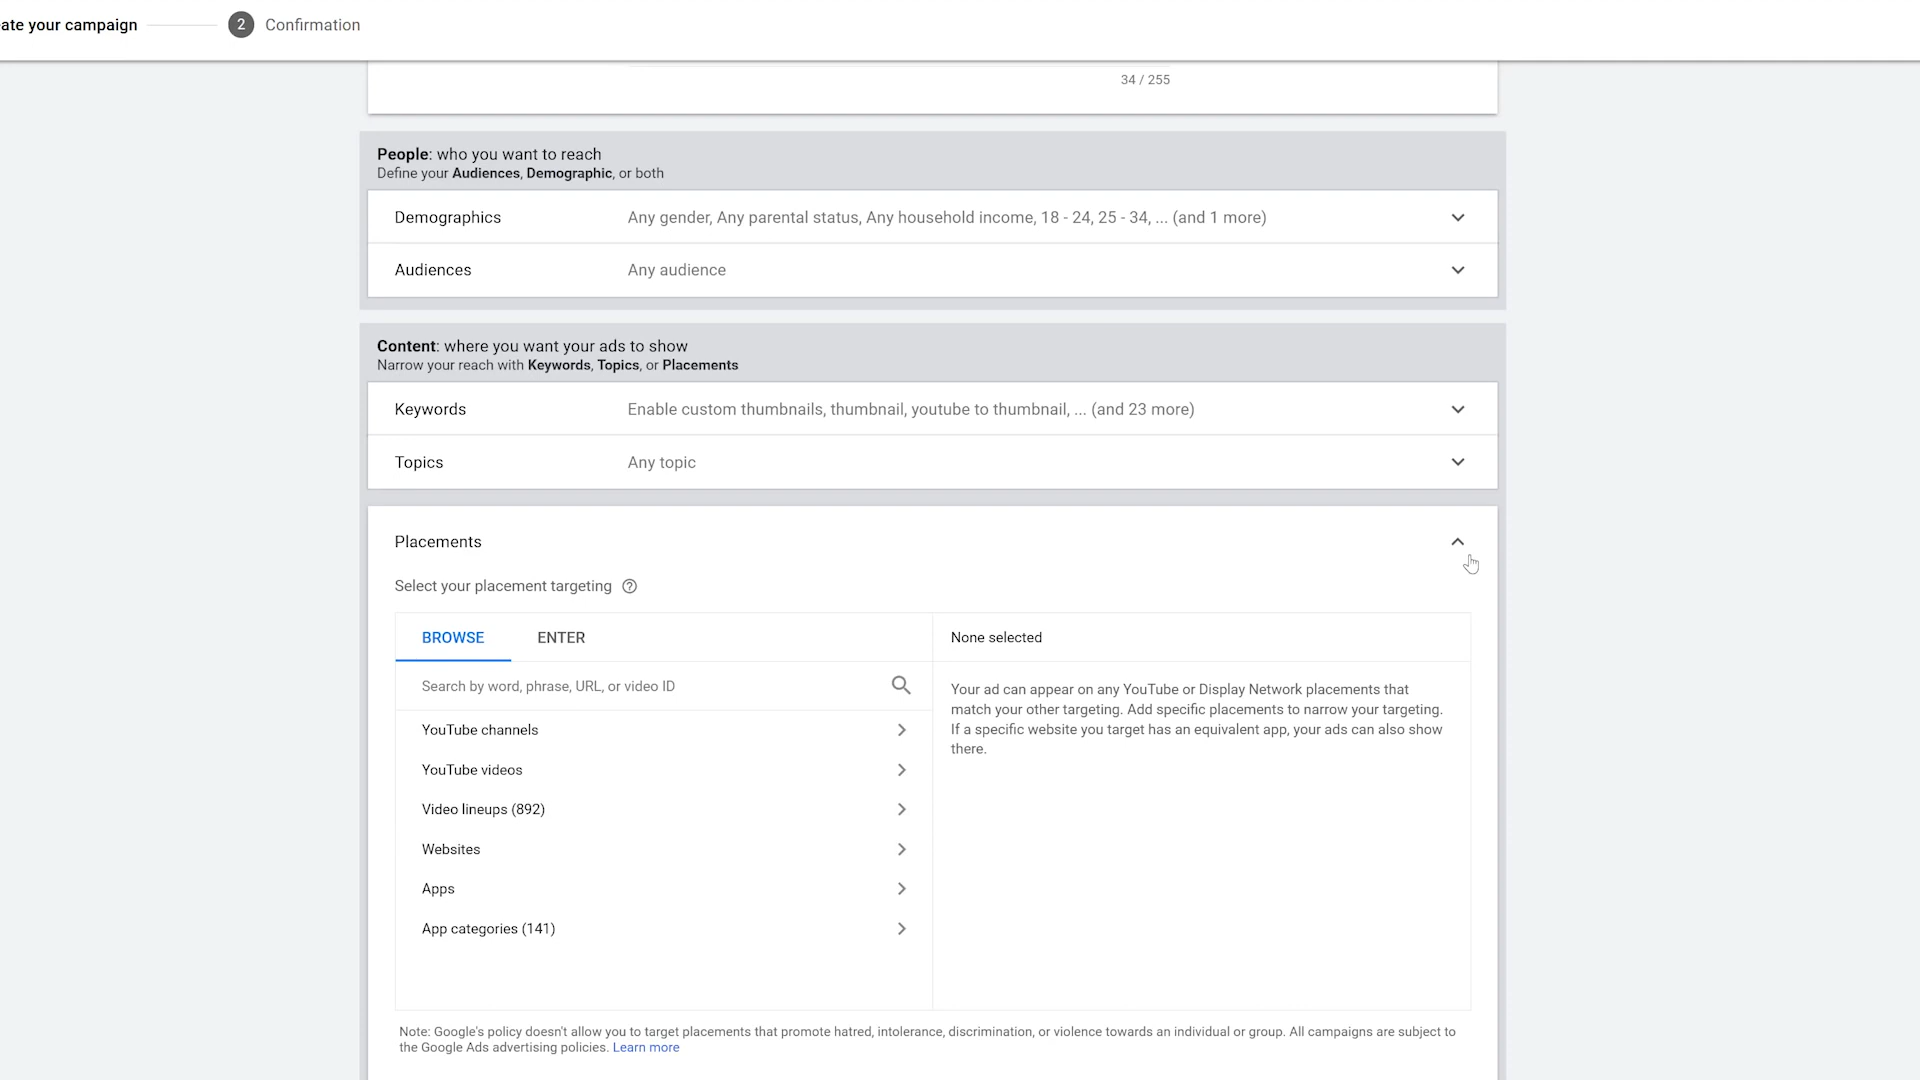 ate your campaign
2 Confirmation
34 / 255
People: who you want to reach
Define your Audiences, Demographic, or both
Demographics Any gender, Any parental status, Any household income, 18 - 24, 25 - 34, ... (and 1 more)
Audiences Any audience
Content: where you want your ads to show
Narrow your reach with Keywords, Topics, or Placements
Keywords Enable custom thumbnails, thumbnail, youtube to thumbnail, ... (and 23 more)
Topics Any topic
Placements
Select your placement targeting ?
BROWSE ENTER
Search by word, phrase, URL, or video ID
YouTube channels
YouTube videos
Video lineups (892)
Websites
Apps
App categories (141)
None selected
Your ad can appear on any YouTube or Display Network placements that
match your other targeting. Add specific placements to narrow your targeting.
If a specific website you target has an equivalent app, your ads can also show
there.
Note: Google's policy doesn't allow you to target placements that promote hatred, intolerance, discrimination, or violence towards an individual or group. All campaigns are subject to
the Google Ads advertising policies. Learn more